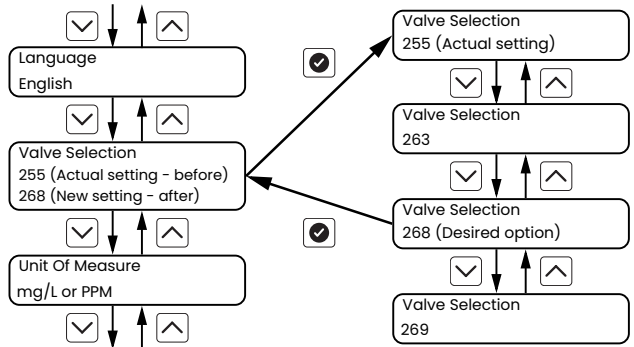 Language
English
Valve Selection
255 (Actual setting - before)
268 (New setting - after)
Unit Of Measure
mg/L or PPM
Valve Selection
255 (Actual setting)
Valve Selection
263
Valve Selection
268 (Desired option)
Valve Selection
269